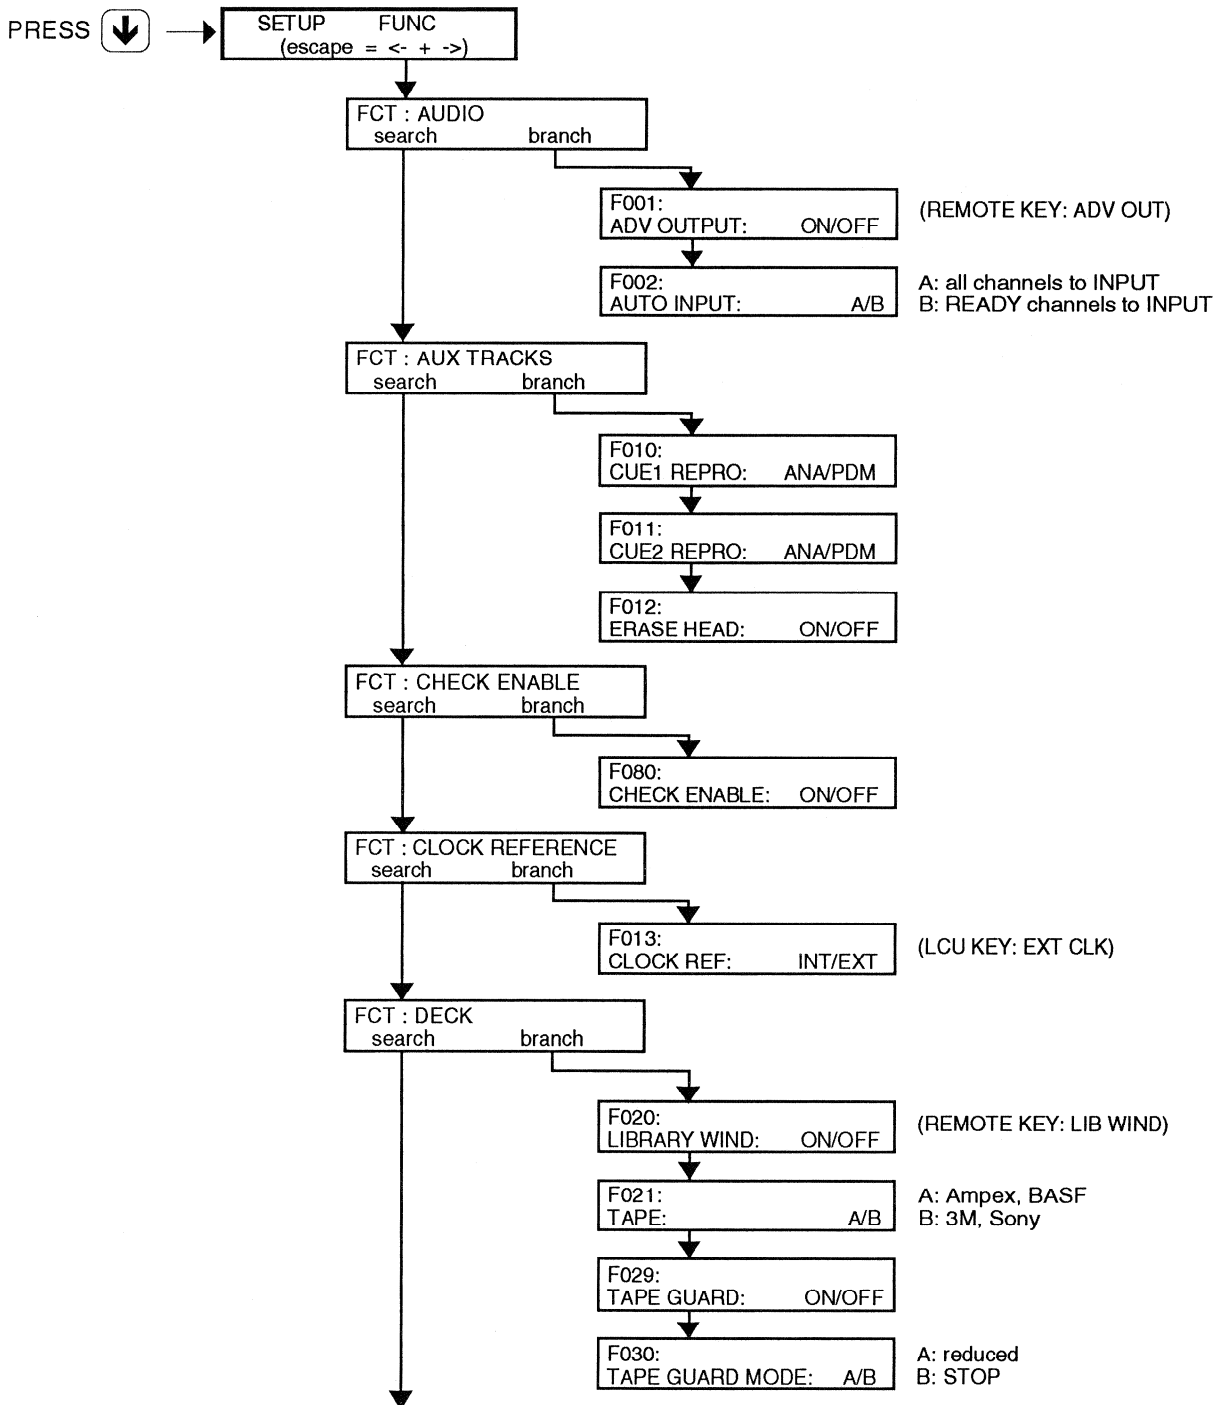 PRESS
SETUP FUNC
(escape = <- + ->)
FCT : AUDIO
search branch
F001:
ADV OUTPUT: ON/OFF
(REMOTE KEY: ADV OUT)
F002:
AUTO INPUT: A/B
A: all channels to INPUT
B: READY channels to INPUT
FCT : AUX TRACKS
search branch
F010:
CUE1 REPRO: ANA/PDM
F011:
CUE2 REPRO: ANA/PDM
F012:
ERASE HEAD: ON/OFF
FCT : CHECK ENABLE
search branch
F080:
CHECK ENABLE: ON/OFF
FCT : CLOCK REFERENCE
search branch
F013:
CLOCK REF: INT/EXT
(LCU KEY: EXT CLK)
FCT : DECK
search branch
F020:
LIBRARY WIND: ON/OFF
(REMOTE KEY: LIB WIND)
F021:
TAPE: A/B
A: Ampex, BASF
B: 3M, Sony
F029:
TAPE GUARD: ON/OFF
F030:
TAPE GUARD MODE: A/B
A: reduced
B: STOP